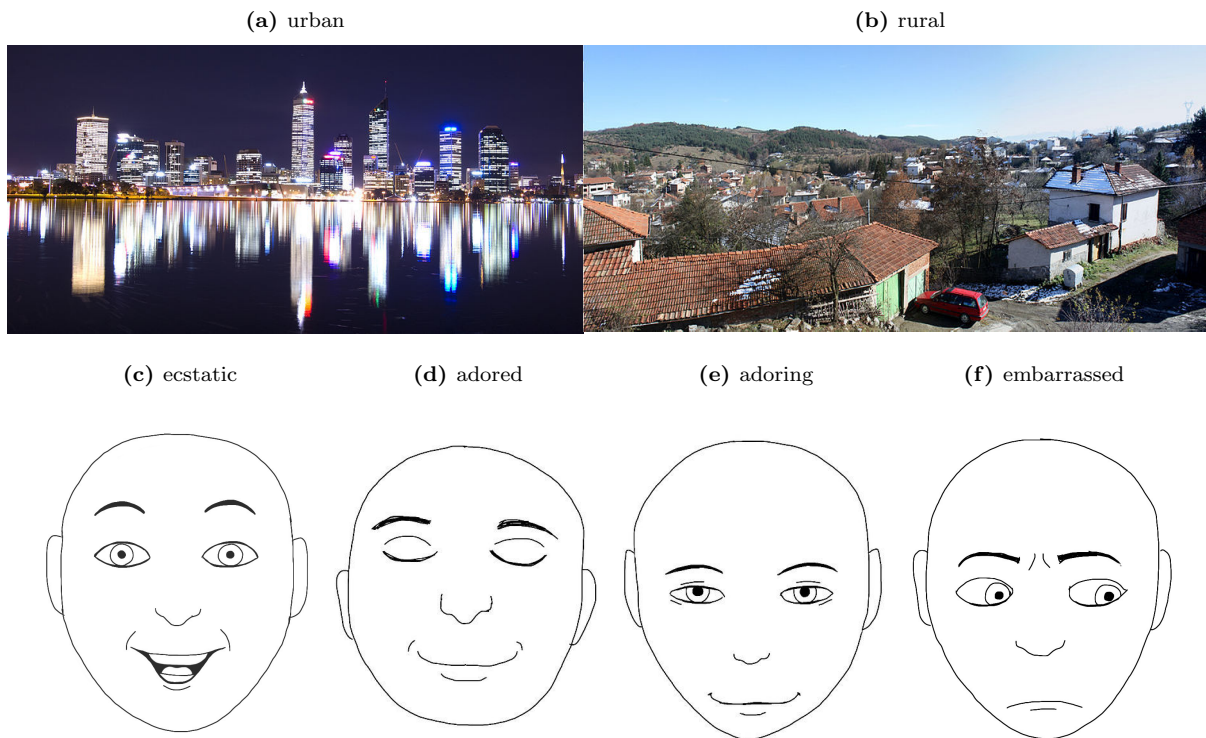 (a) urban
(b) rural
(c) ecstatic
(d) adored
(e) adoring
(f) embarrassed